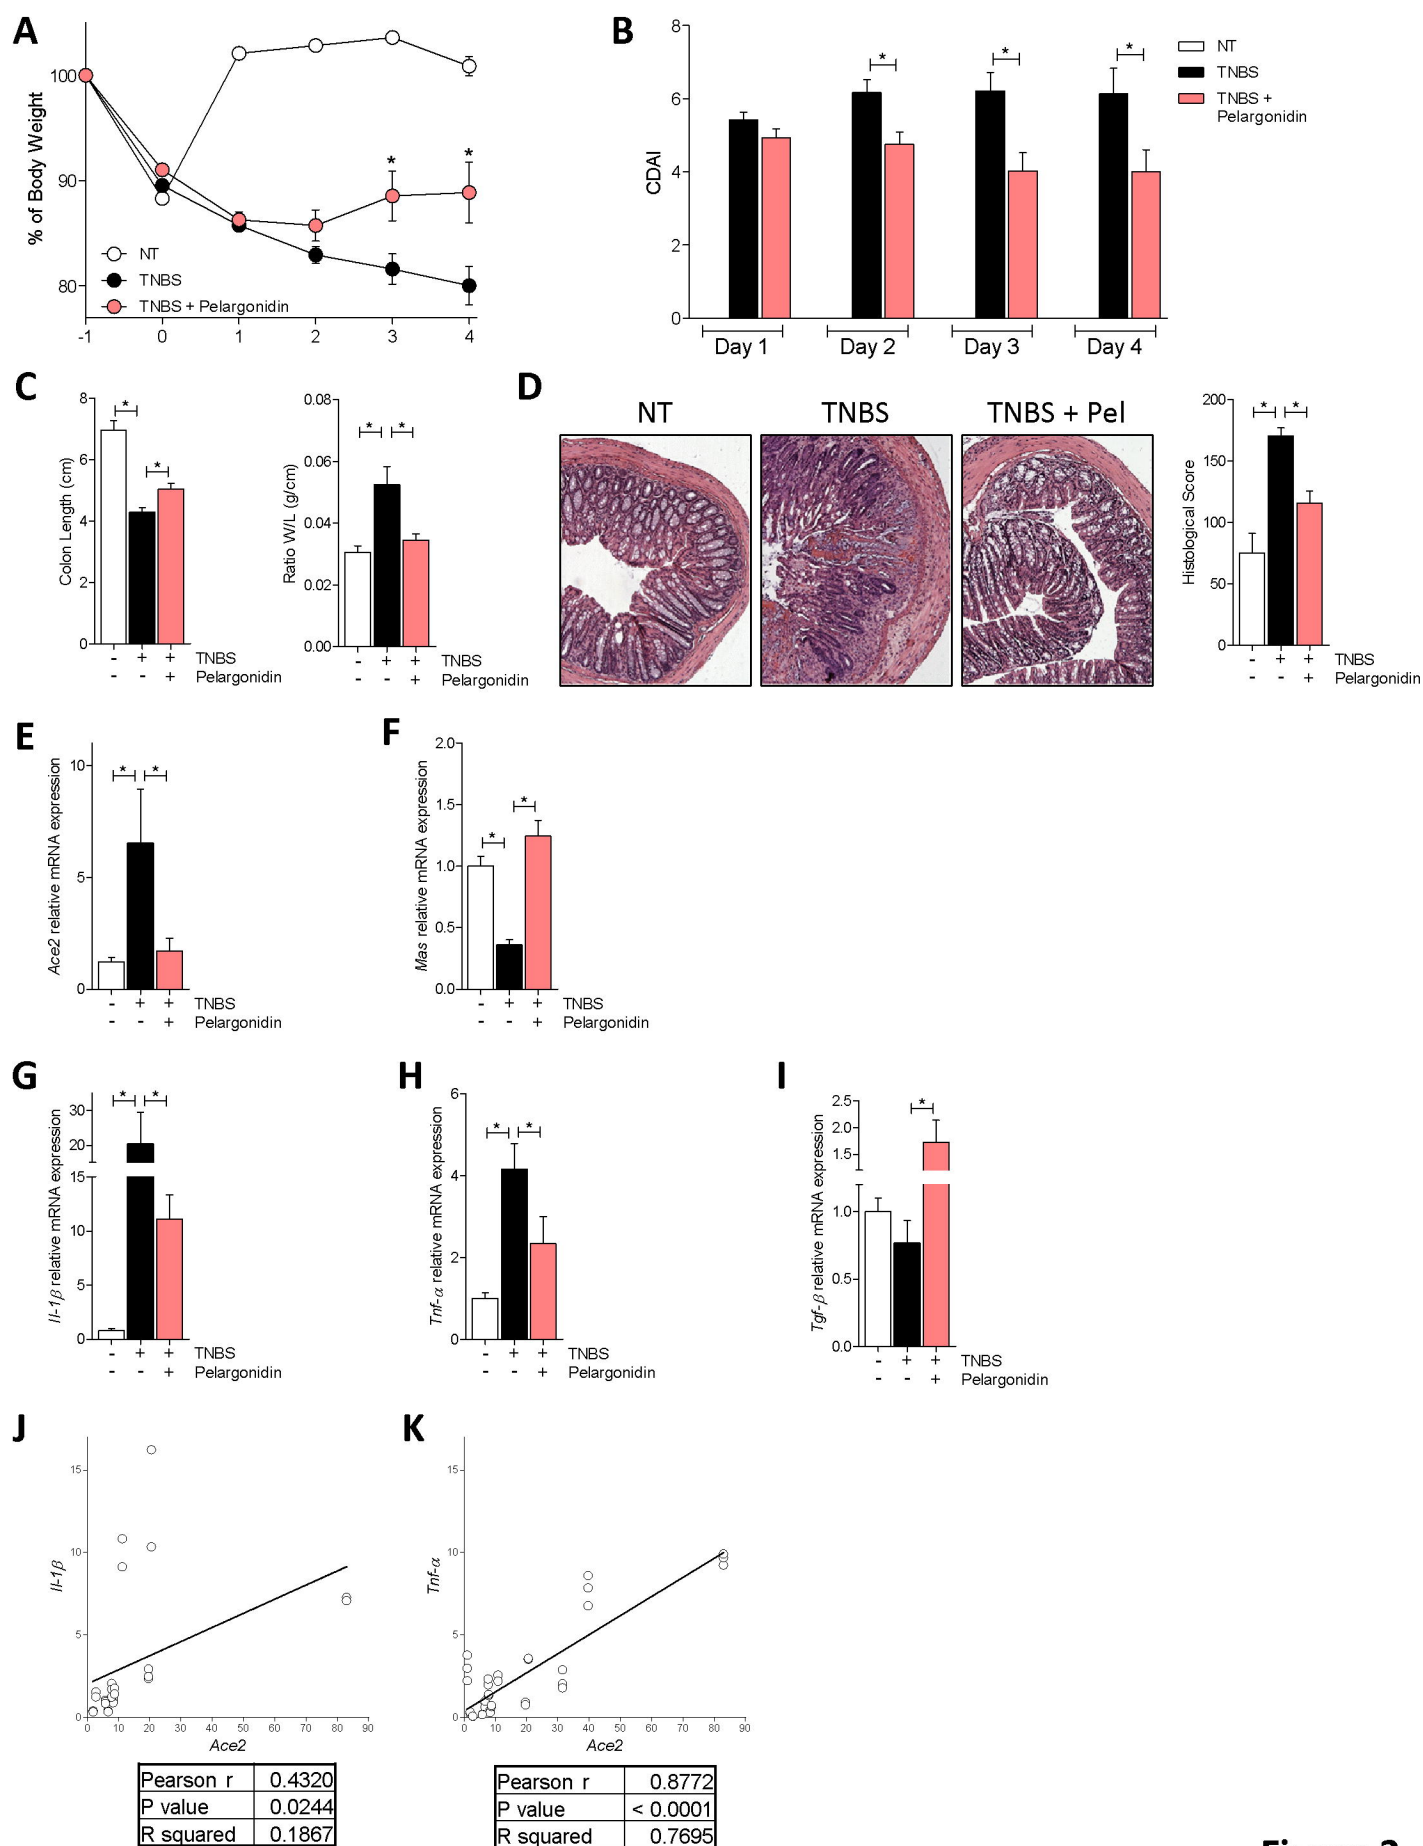 A
100
90
80
% of Body Weight
NT
TNBS
TNBS + Pelargonidin
* *
-1 0 1 2 3 4
B
8
6
4
2
0
CDAI
* * *
Day 1 Day 2 Day 3 Day 4
NT
TNBS
TNBS +
Pelargonidin
C
8
6
4
2
0
Colon Length (cm)
* *
- + + TNBS
- - + Pelargonidin
0.08
0.06
0.04
0.02
0.00
Ratio W/L (g/cm)
* *
- + + TNBS
- - + Pelargonidin
D
NT TNBS TNBS + Pel
200
150
100
50
0
Histological Score
* *
- + + TNBS
- - + Pelargonidin
E
10
5
0
Ace2 relative mRNA expression
* *
- + + TNBS
- - + Pelargonidin
F
2.0
1.5
1.0
0.5
0.0
Mas relative mRNA expression
* *
- + + TNBS
- - + Pelargonidin
G
30
20
15
10
5
0
Il-1β relative mRNA expression
* *
- + + TNBS
- - + Pelargonidin
H
6
4
2
0
Tnf-α relative mRNA expression
* *
- + + TNBS
- - + Pelargonidin
I
2.5
2.0
1.5
1.0
0.5
0.0
Tgf-β relative mRNA expression
*
- + + TNBS
- - + Pelargonidin
J
15
10
5
0
Il-1β
0 10 20 30 40 50 60 70 80 90
Ace2
Pearson r 0.4320
P value 0.0244
R squared 0.1867
K
15
10
5
0
Tnf-α
0 10 20 30 40 50 60 70 80 90
Ace2
Pearson r 0.8772
P value < 0.0001
R squared 0.7695